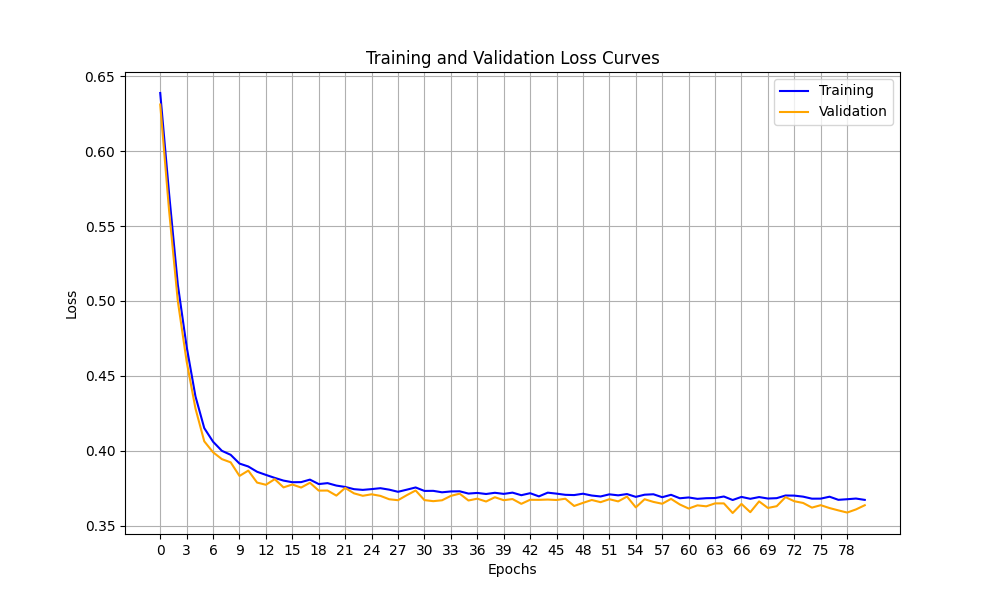 Training and Validation Loss Curves
Training
Validation
Loss
0.65
0.60
0.55
0.50
0.45
0.40
0.35
0 3 6 9 12 15 18 21 24 27 30 33 36 39 42 45 48 51 54 57 60 63 66 69 72 75 78
Epochs